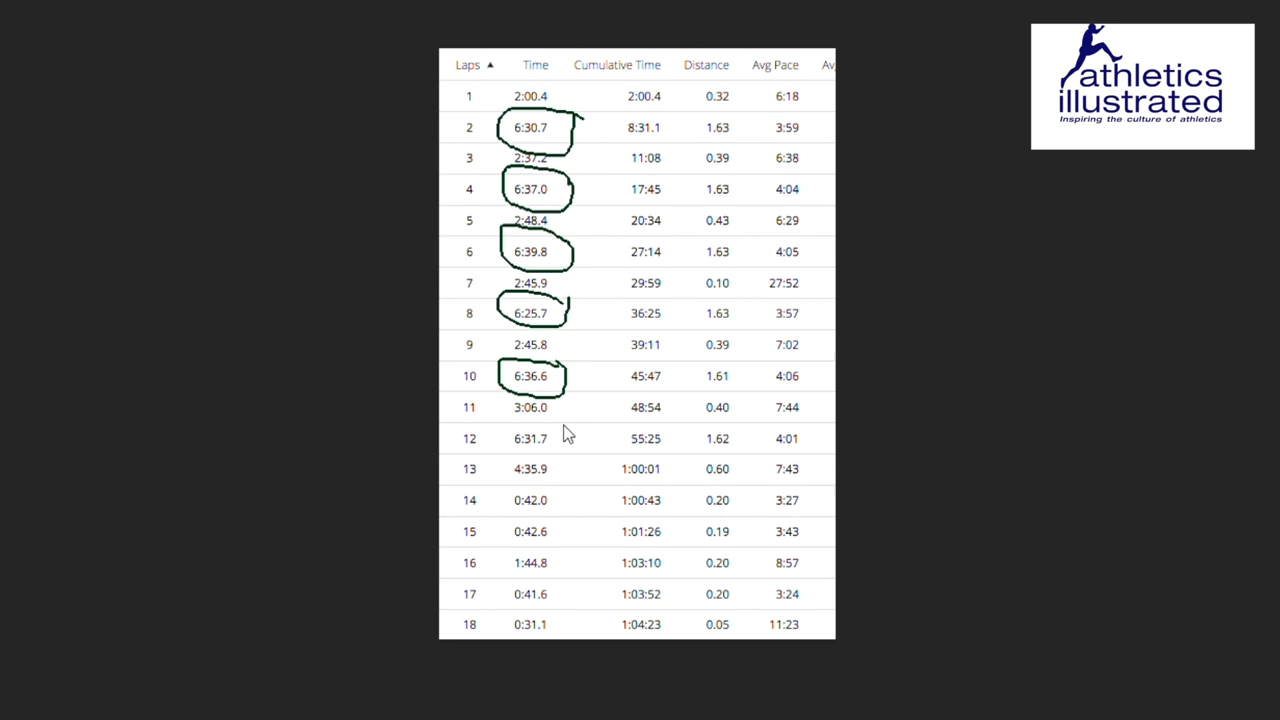 athletics
illustrated
Inspiring the culture of athletics
Laps ▲ Time Cumulative Time Distance Avg Pace Av
1 2:00.4 2:00.4 0.32 6:18
2 6:30.7 8:31.1 1.63 3:59
3 2:37.2 11:08 0.39 6:38
4 6:37.0 17:45 1.63 4:04
5 2:48.4 20:34 0.43 6:29
6 6:39.8 27:14 1.63 4:05
7 2:45.9 29:59 0.10 27:52
8 6:25.7 36:25 1.63 3:57
9 2:45.8 39:11 0.39 7:02
10 6:36.6 45:47 1.61 4:06
11 3:06.0 48:54 0.40 7:44
12 6:31.7 55:25 1.62 4:01
13 4:35.9 1:00:01 0.60 7:43
14 0:42.0 1:00:43 0.20 3:27
15 0:42.6 1:01:26 0.19 3:43
16 1:44.8 1:03:10 0.20 8:57
17 0:41.6 1:03:52 0.20 3:24
18 0:31.1 1:04:23 0.05 11:23